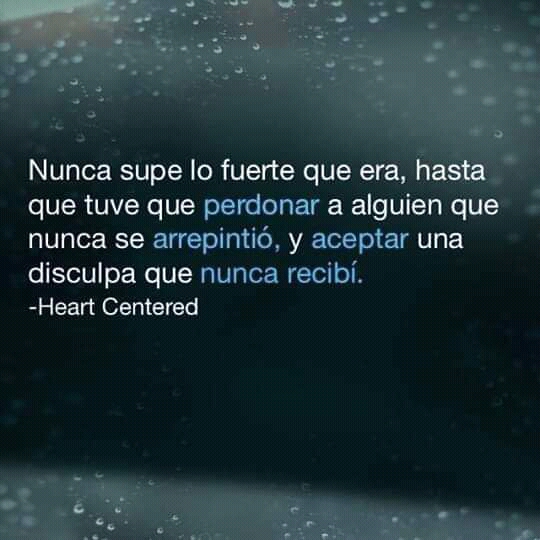 Nunca supe lo fuerte que era, hasta
que tuve que perdonar a alguien que
nunca se arrepintió, y aceptar una
disculpa que nunca recibí.
-Heart Centered